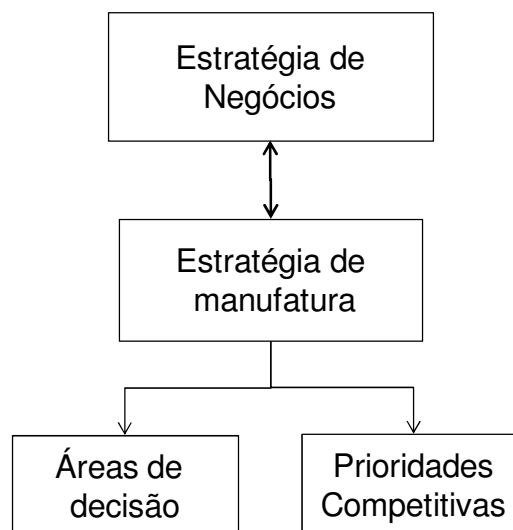 Estratégia de
Negócios
Estratégia de
manufatura
Áreas de
decisão
Prioridades
Competitivas